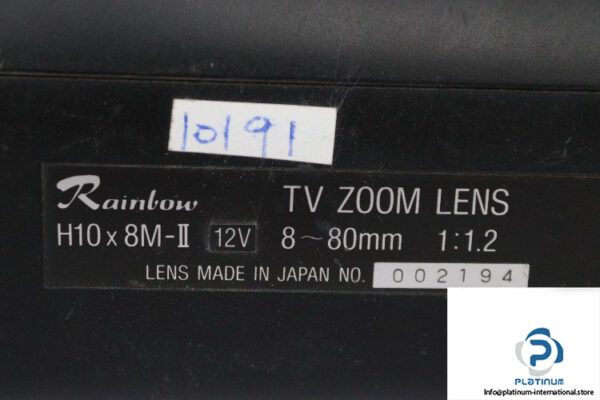 10191
Rainbow TV ZOOM LENS
H10x8M-II 12V 8~80mm 1:1.2
LENS MADE IN JAPAN NO. 002194
PLATINUM
Info@platinum-international.store